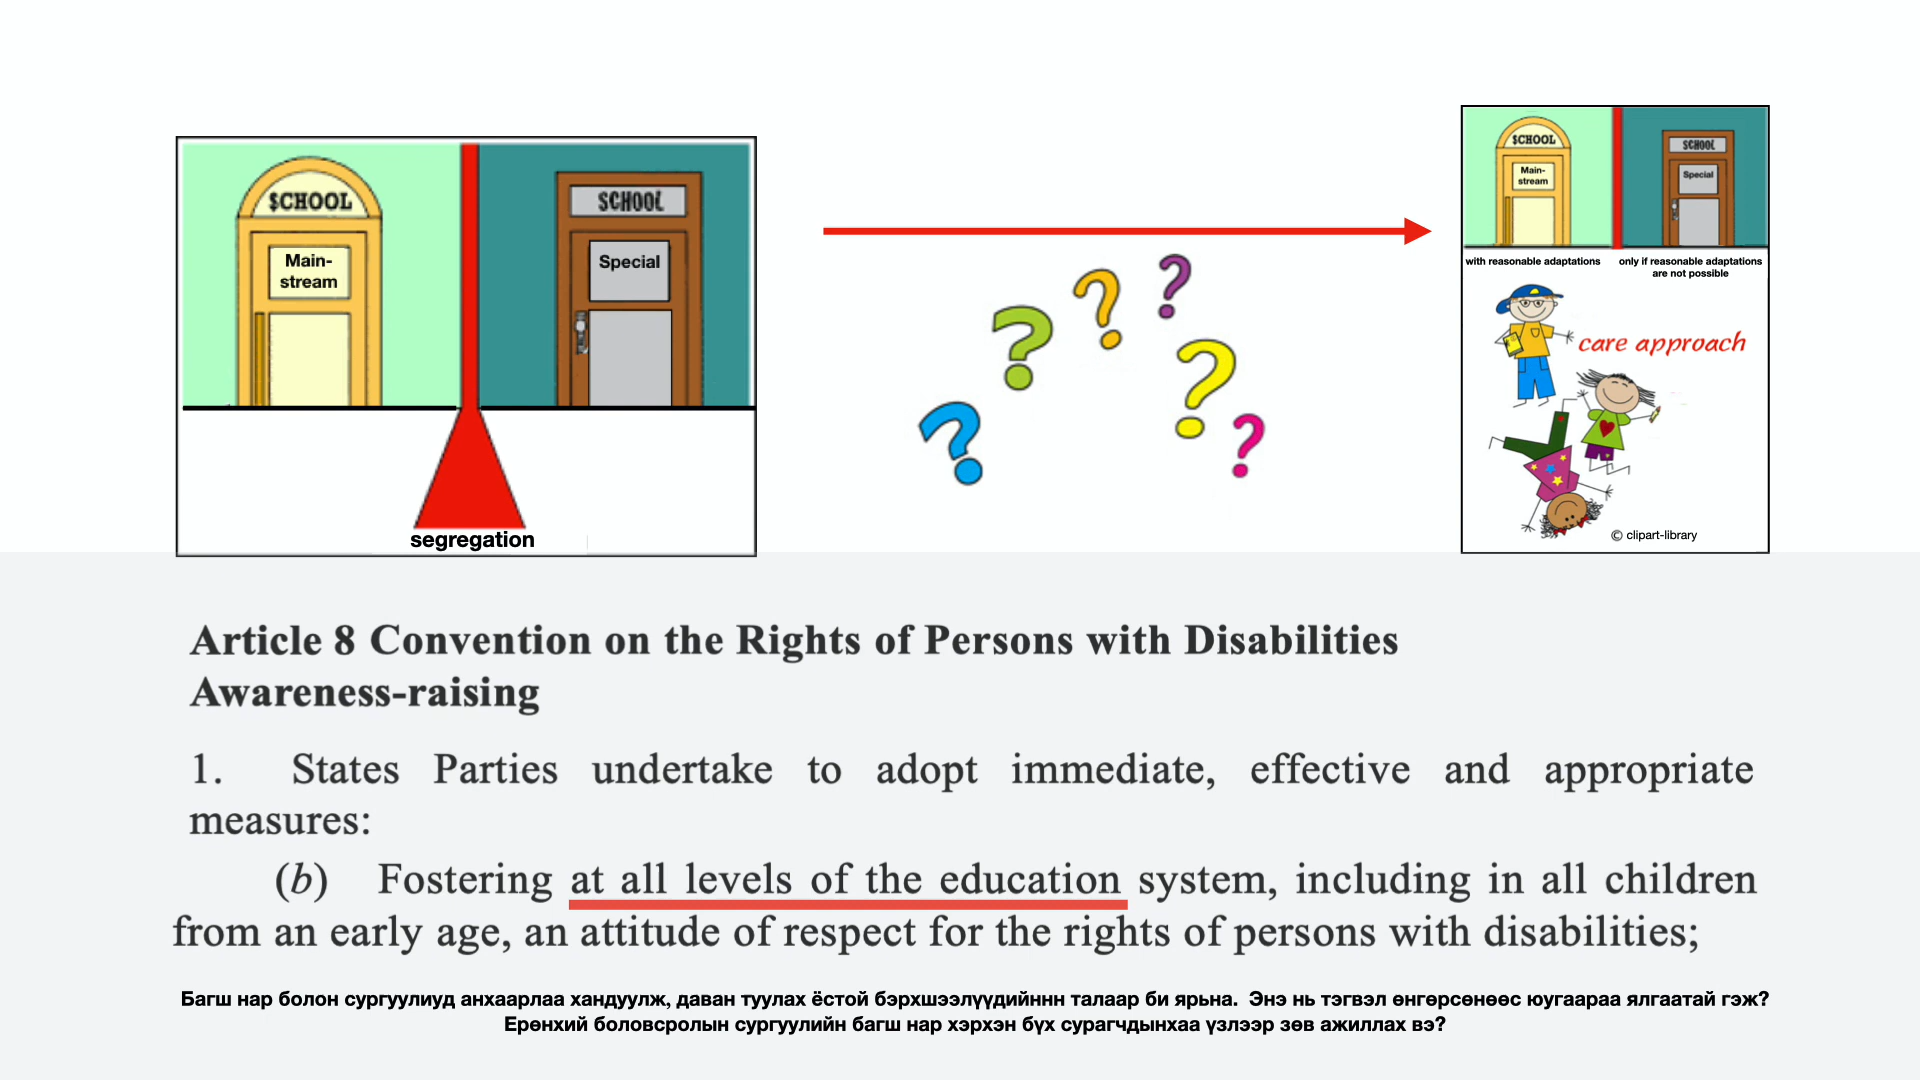 $CHOOL
Main-
stream
SCHOOL
Special
segregation
$CHOOL
Main-
stream
SCHOOL
Special
with reasonable adaptations
only if reasonable adaptations
are not possible
care approach
© clipart-library
Article 8 Convention on the Rights of Persons with Disabilities
Awareness-raising
1. States Parties undertake to adopt immediate, effective and appropriate
measures:
(b) Fostering at all levels of the education system, including in all children
from an early age, an attitude of respect for the rights of persons with disabilities;
Багш нар болон сургуулиуд анхаарлаа хандуулж, даван туулах ёстой бэрхшээлүүдийннн талаар би ярьна. Энэ нь тэгвэл өнгөрсөнөөс юугаараа ялгаатай гэж?
Ерөнхий боловсролын сургуулийн багш нар хэрхэн бүх сурагчдынхаа үзлээр зөв ажиллах вэ?